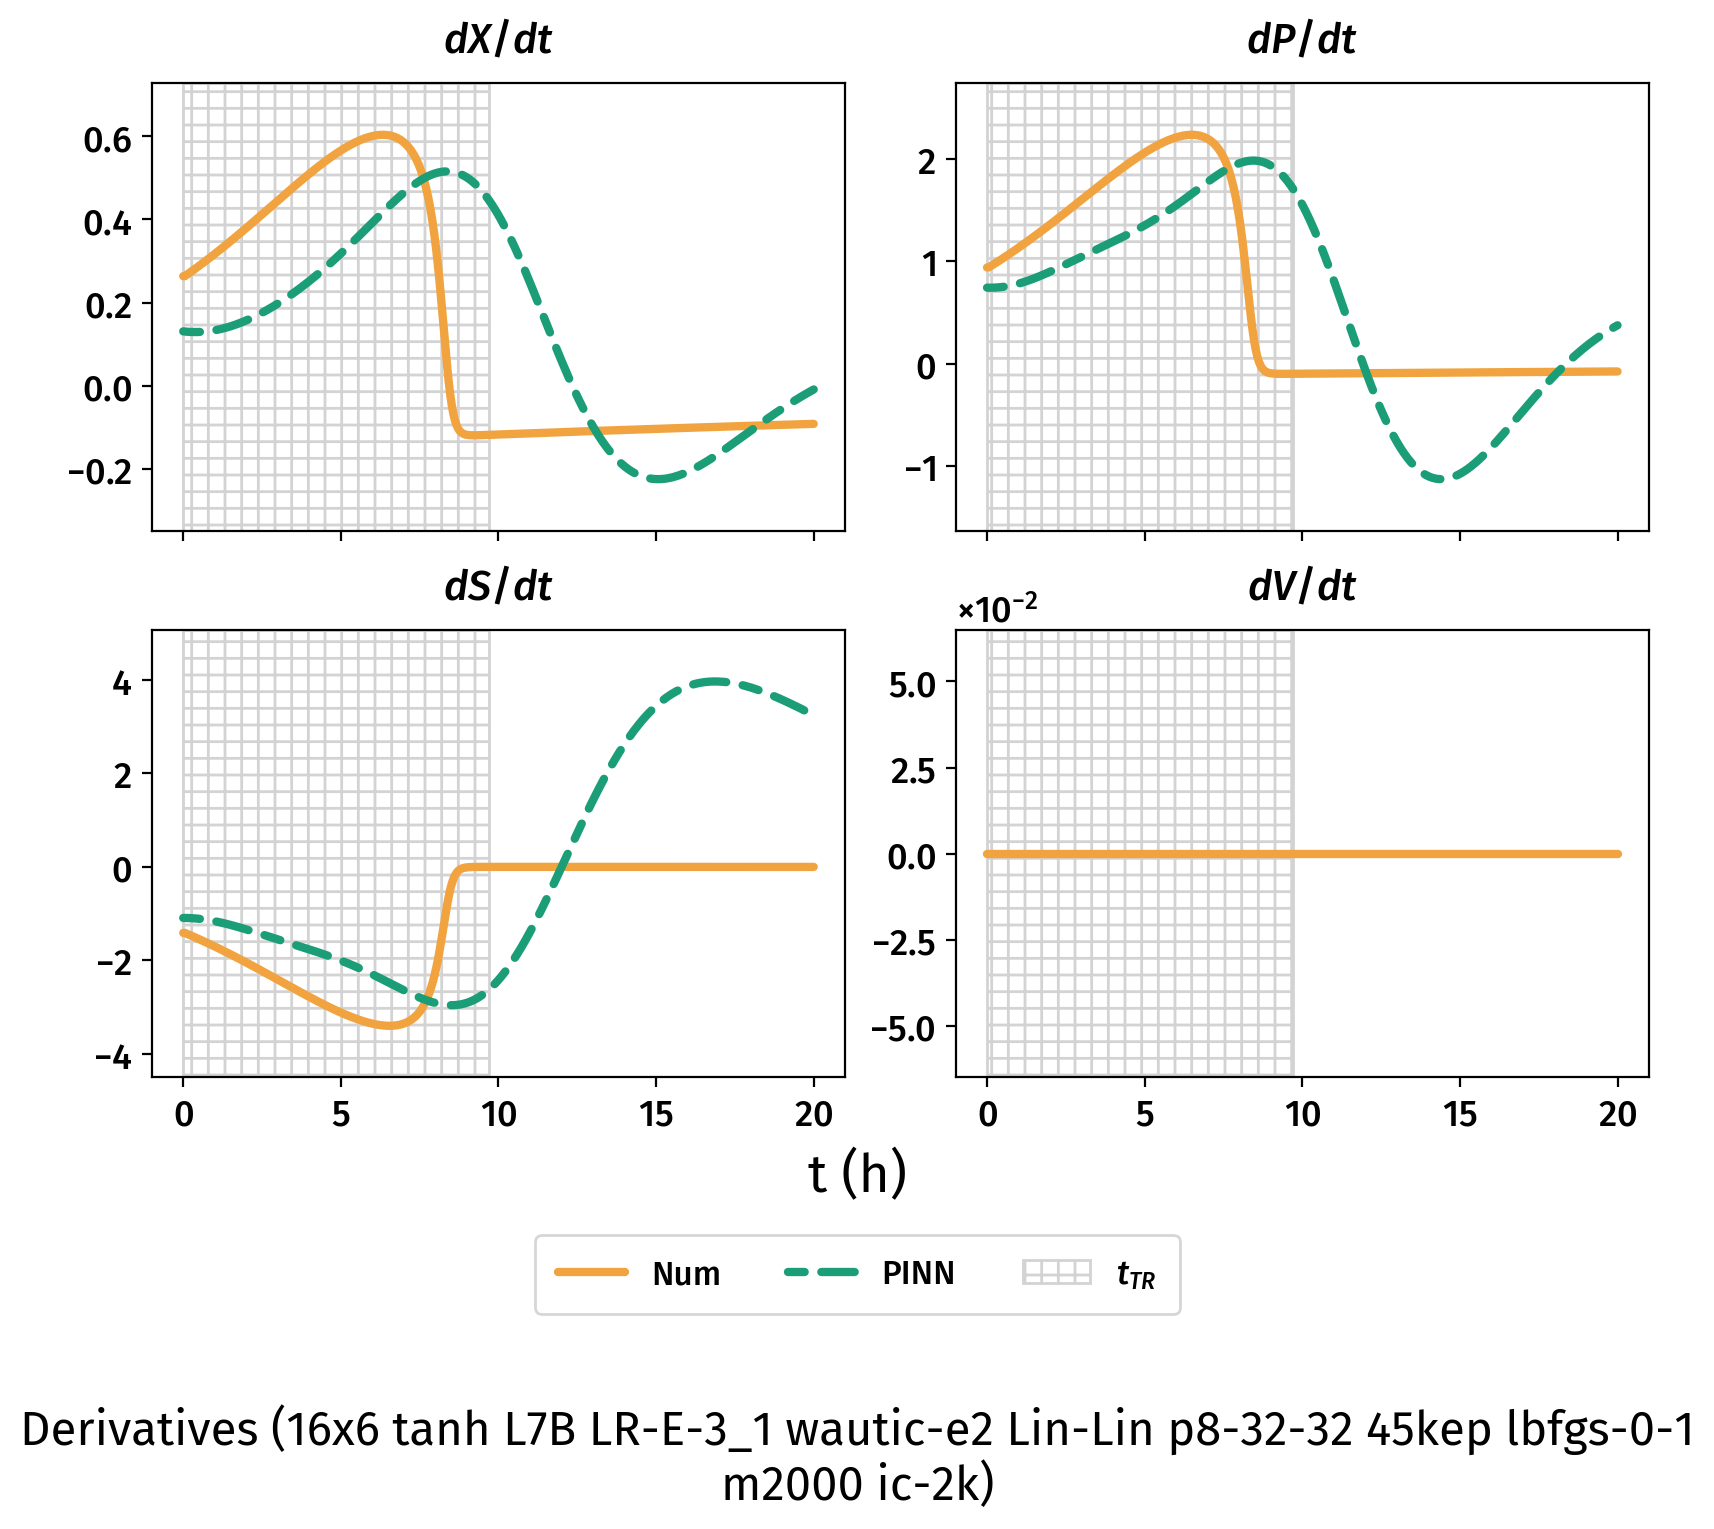 dX/dt
dP/dt
0.6
0.4
0.2
0.0
−0.2
2
1
0
−1
dS/dt
dV/dt
×10⁻²
4
2
0
−2
−4
5.0
2.5
0.0
−2.5
−5.0
0 5 10 15 20
0 5 10 15 20
t (h)
Num PINN t_TR
Derivatives (16x6 tanh L7B LR-E-3_1 wautic-e2 Lin-Lin p8-32-32 45kep lbfgs-0-1
m2000 ic-2k)